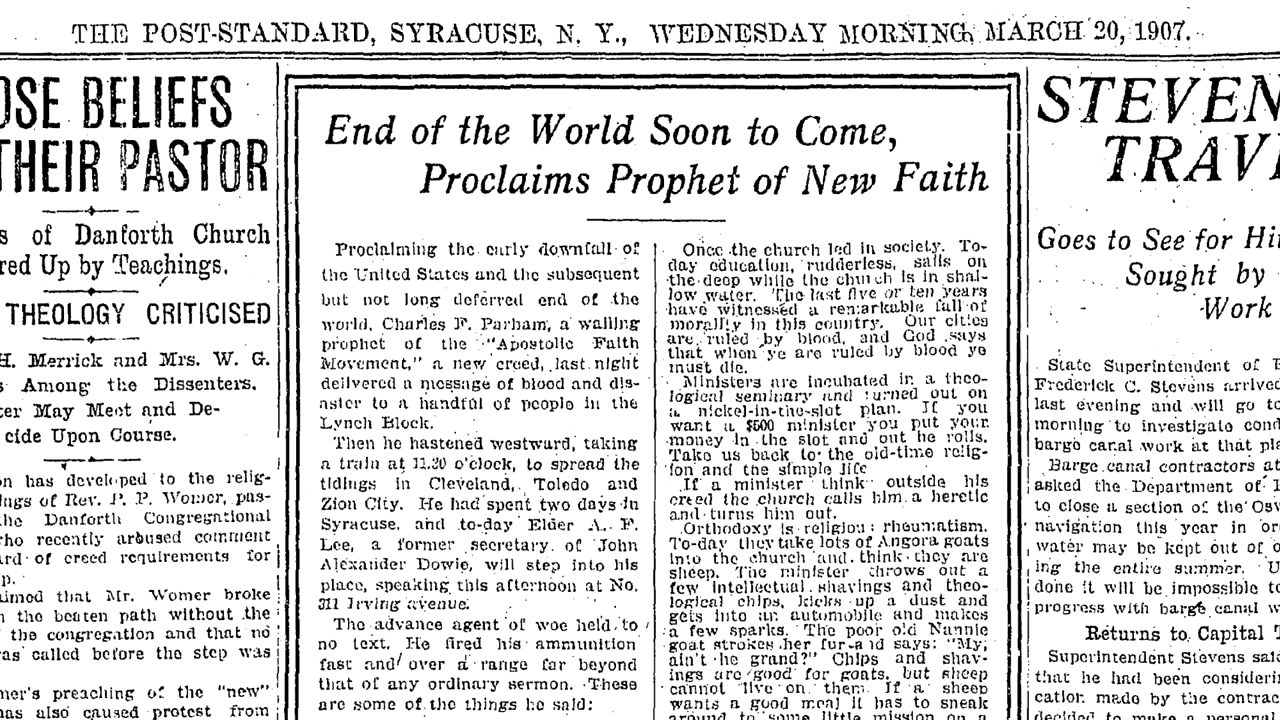 THE POST-STANDARD, SYRACUSE, N. Y., WEDNESDAY MORNING, MARCH 20, 1907.
OSE BELIEFS
THEIR PASTOR
s of Danforth Church
red Up by Teachings.
THEOLOGY CRITICISED
H. Merrick and Mrs. W. G.
s Among the Dissenters.
ter May Meet and De-
cide Upon Course.
on has developed to the relig-
ings of Rev. P. P. Womer, pas-
the Danforth Congregational
who recently aroused comment
ard of creed requirements for
p.
aimed that Mr. Womer broke
n the beaten path without the
f the congregation and that no
was called before the step was
mer's preaching of the "new"
has also caused protest from
End of the World Soon to Come,
Proclaims Prophet of New Faith
Proclaiming the early downfall of
the United States and the subsequent
but not long deferred end of the
world, Charles F. Parham, a wailing
prophet of the "Apostolic Faith
Movement," a new creed, last night
delivered a message of blood and dis-
aster to a handful of people in the
Lynch Block.
Then he hastened westward, taking
a train at 11.20 o'clock, to spread the
tidings in Cleveland, Toledo and
Zion City. He had spent two days in
Syracuse, and to-day Elder A. F.
Lee, a former secretary of John
Alexander Dowie, will step into his
place, speaking this afternoon at No.
311 Irving avenue.
The advance agent of woe held to
no text. He fired his ammunition
fast and over a range far beyond
that of any ordinary sermon. These
are some of the things he said:
Once the church led in society. To-
day education, rudderless, sails on
the deep while the church is in shal-
low water. The last five or ten years
have witnessed a remarkable fall of
morality in this country. Our cities
are ruled by blood, and God says
that when ye are ruled by blood ye
must die.
Ministers are incubated in a theo-
logical seminary and turned out on
a nickel-in-the-slot plan. If you
want a $500 minister you put your
money in the slot and out he rolls.
Take us back to the old-time relig-
ion and the simple life
If a minister think outside his
creed the church calls him a heretic
and turns him out.
Orthodoxy is religious rheumatism.
To-day they take lots of Angora goats
into the church and think they are
sheep. The minister throws out a
few intellectual shavings and theo-
logical chips, kicks up a dust and
gets into an automobile and makes
a few sparks. The poor old Nannie
goat strokes her fur and says: "My,
ain't he grand?" Chips and shav-
ings are good for goats, but sheep
cannot live on them. If a sheep
wants a good meal it has to sneak
around to some little mission on a
STEVEN
TRAV
Goes to See for Hi
Sought by
Work
State Superintendent of
Frederick C. Stevens arrived
last evening and will go to
morning to investigate cond
barge canal work at that pla
Barge canal contractors at
asked the Department of
to close a section of the Osw
navigation this year in or
water may be kept out of
ing the entire summer. U
done it will be impossible to
progress with barge canal w
Returns to Capital T
Superintendent Stevens said
that he had been consideri
cation made by the contrac
decided to make a personal